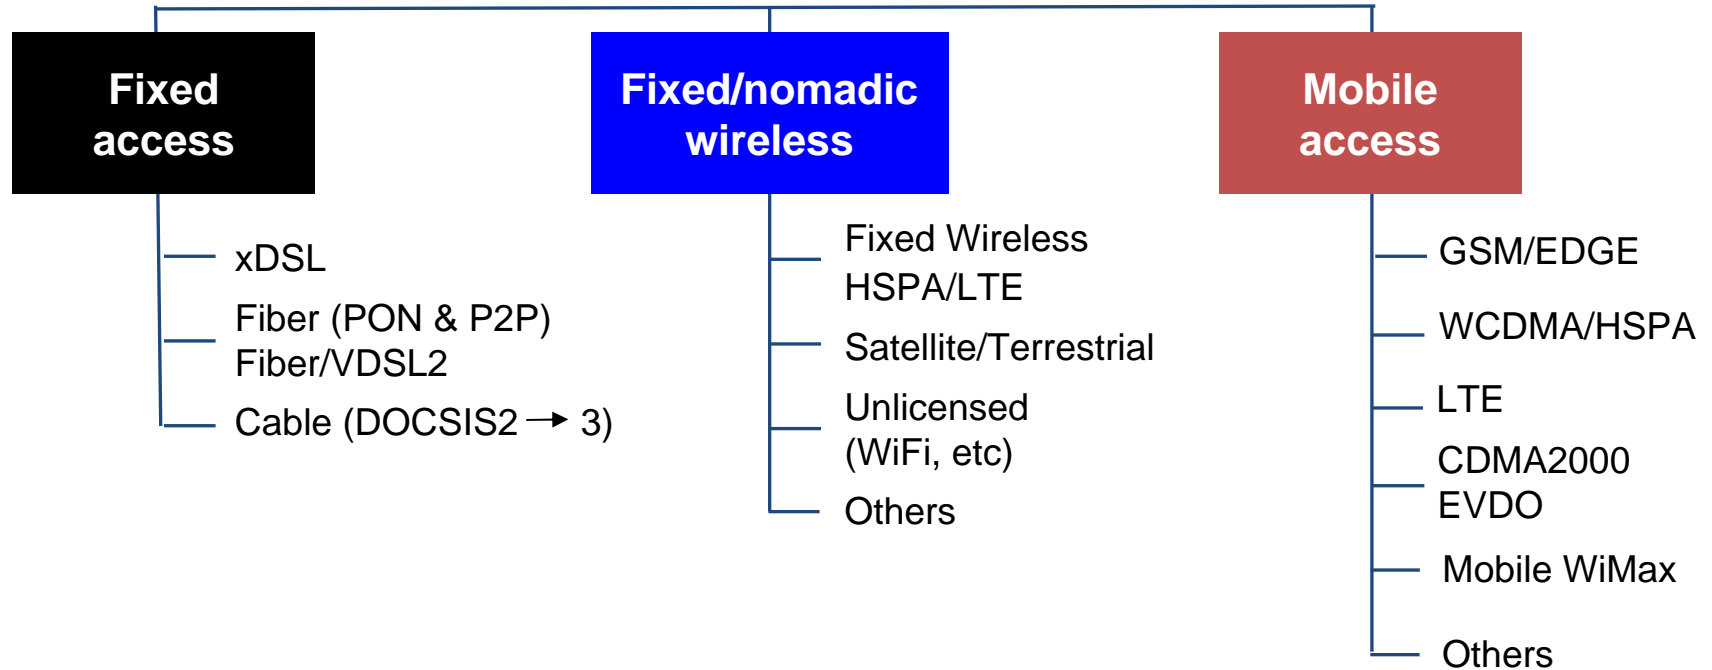 Fixed
access
xDSL
Fiber (PON & P2P)
Fiber/VDSL2
Cable (DOCSIS2 → 3)
Fixed/nomadic
wireless
Fixed Wireless
HSPA/LTE
Satellite/Terrestrial
Unlicensed
(WiFi, etc)
Others
Mobile
access
GSM/EDGE
WCDMA/HSPA
LTE
CDMA2000
EVDO
Mobile WiMax
Others